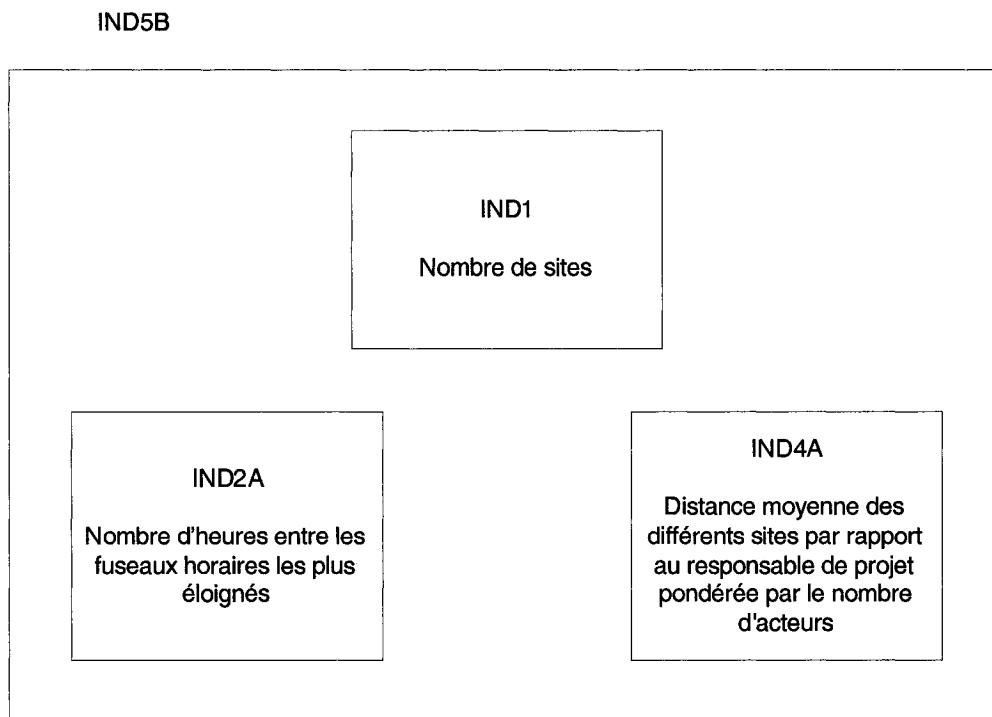 IND5B
IND1
Nombre de sites
IND2A
Nombre d'heures entre les
fuseaux horaires les plus
éloignés
IND4A
Distance moyenne des
différents sites par rapport
au responsable de projet
pondérée par le nombre
d'acteurs